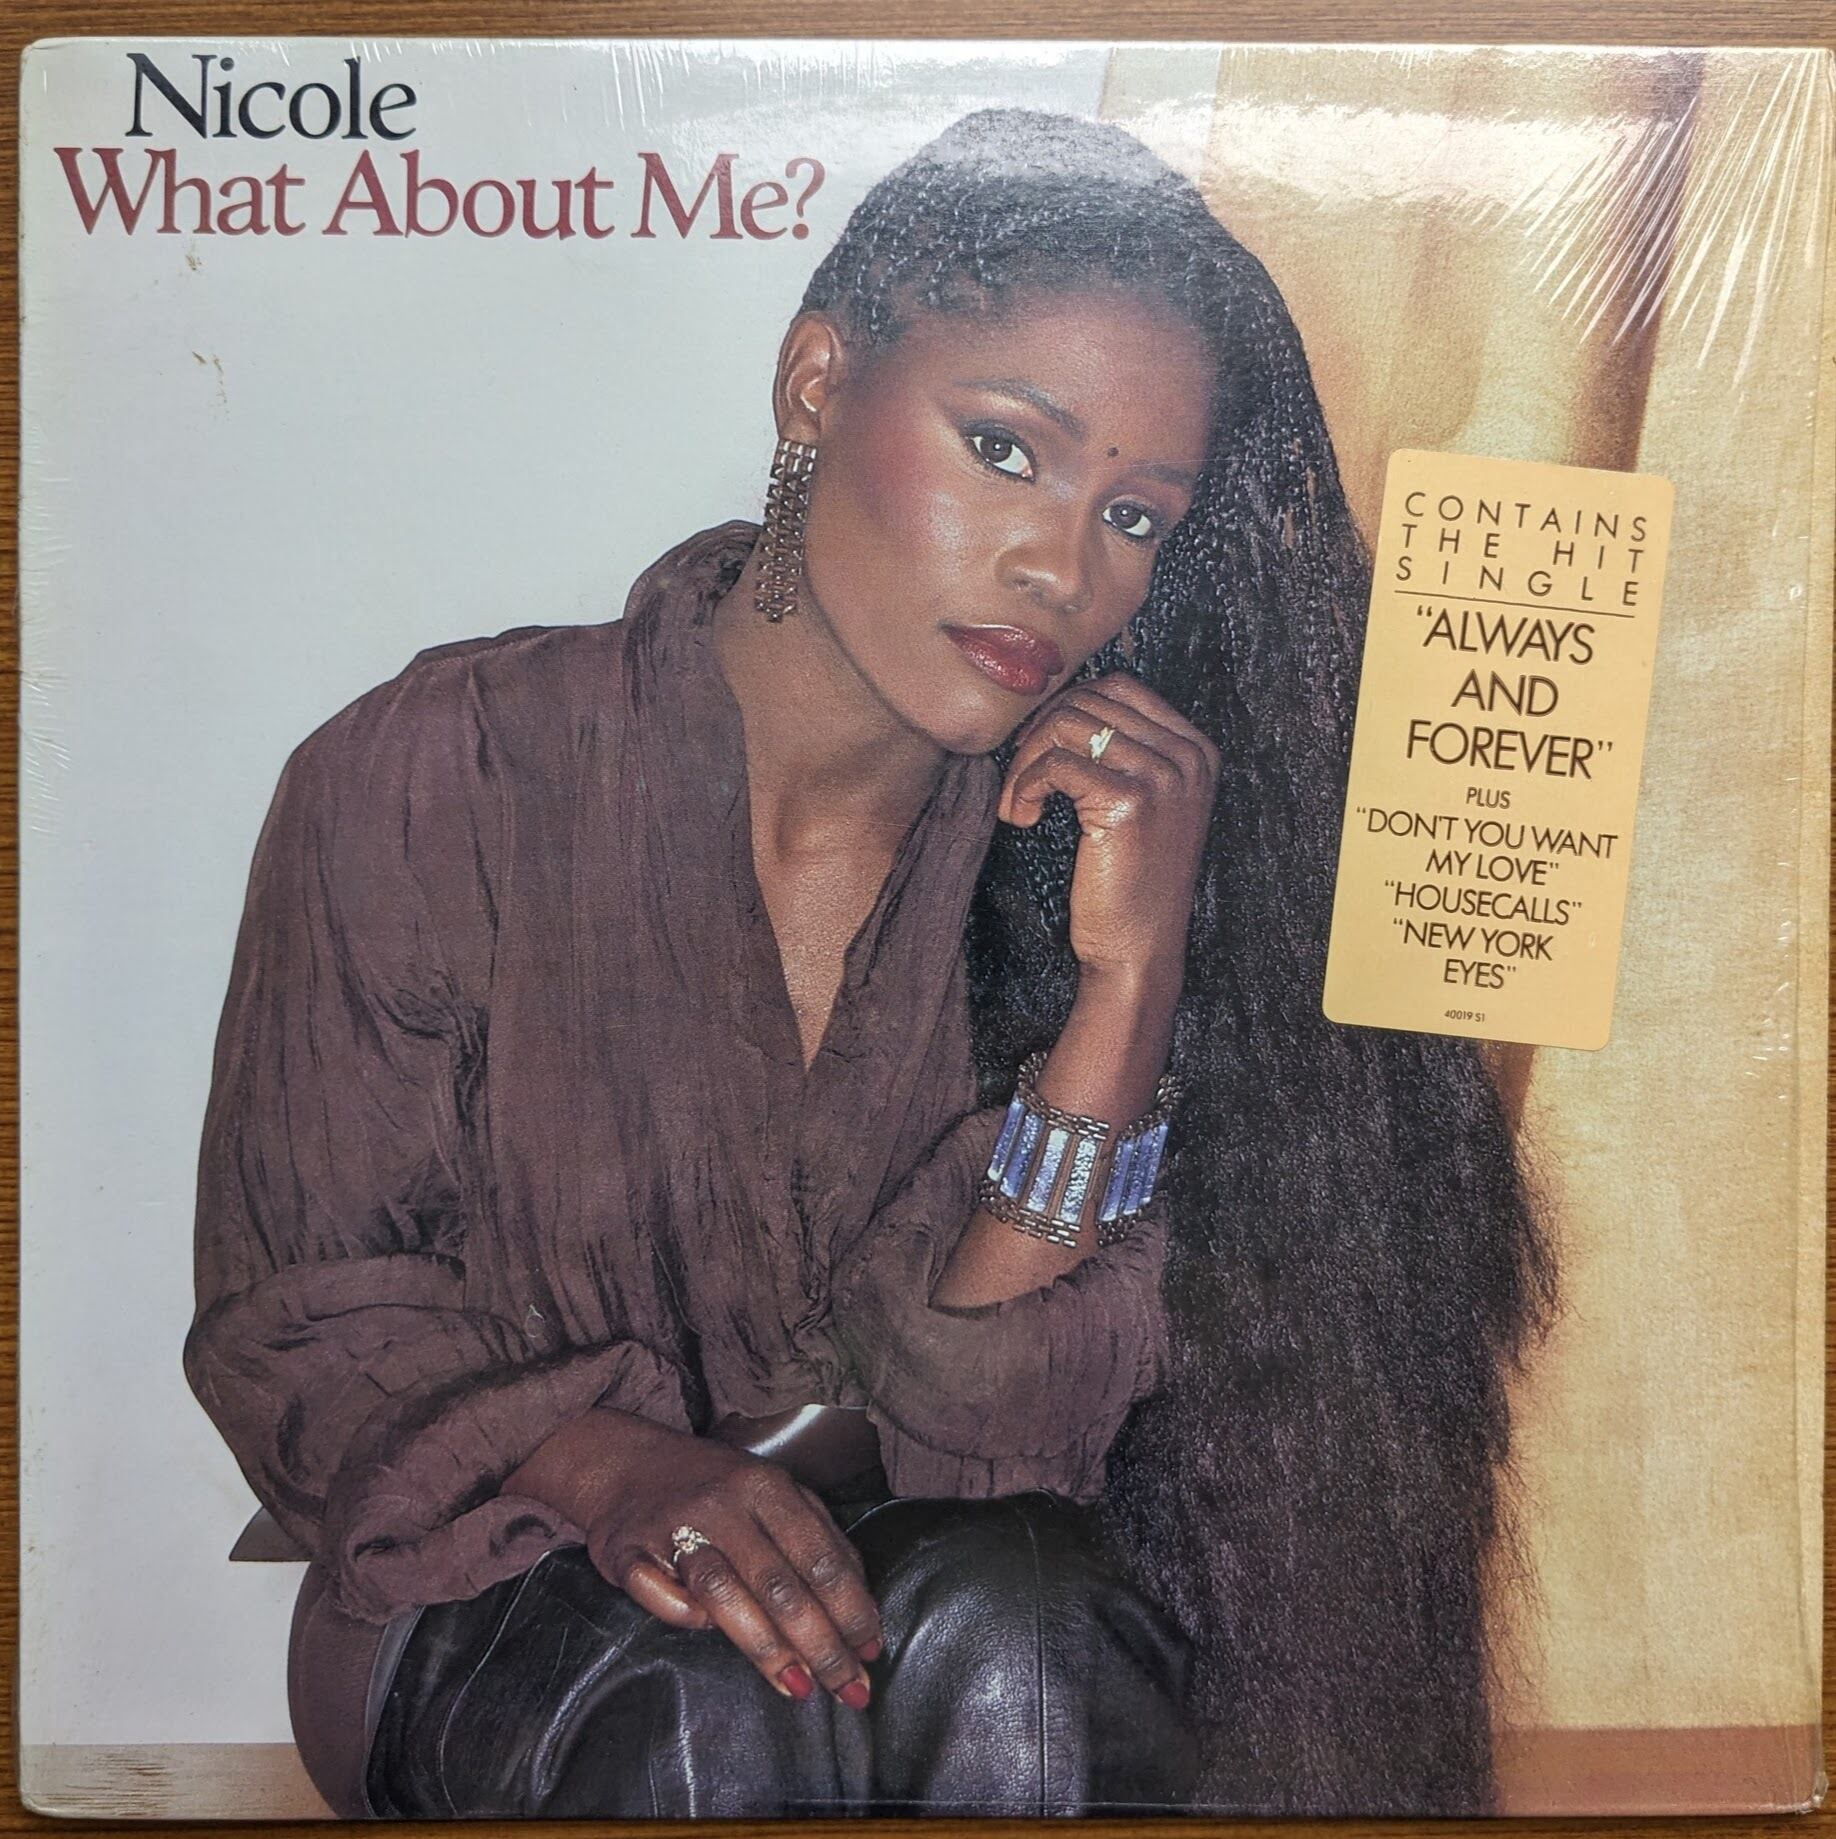 Nicole
What About Me?
CONTAINS
THE HIT
SINGLE
"ALWAYS
AND
FOREVER"
PLUS
"DON'T YOU WANT
MY LOVE"
"HOUSECALLS"
"NEW YORK
EYES"
40019 S1